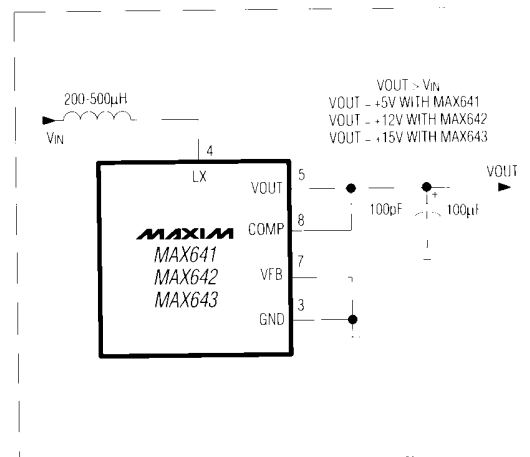 VOUT > VIN
VOUT = +5V WITH MAX641
VOUT = +12V WITH MAX642
VOUT = +15V WITH MAX643
200-500µH
VIN
4
LX
VOUT
5
VOUT
COMP
8
100pF
100µF
+
MAXIM
MAX641
MAX642
MAX643
VFB
7
GND
3